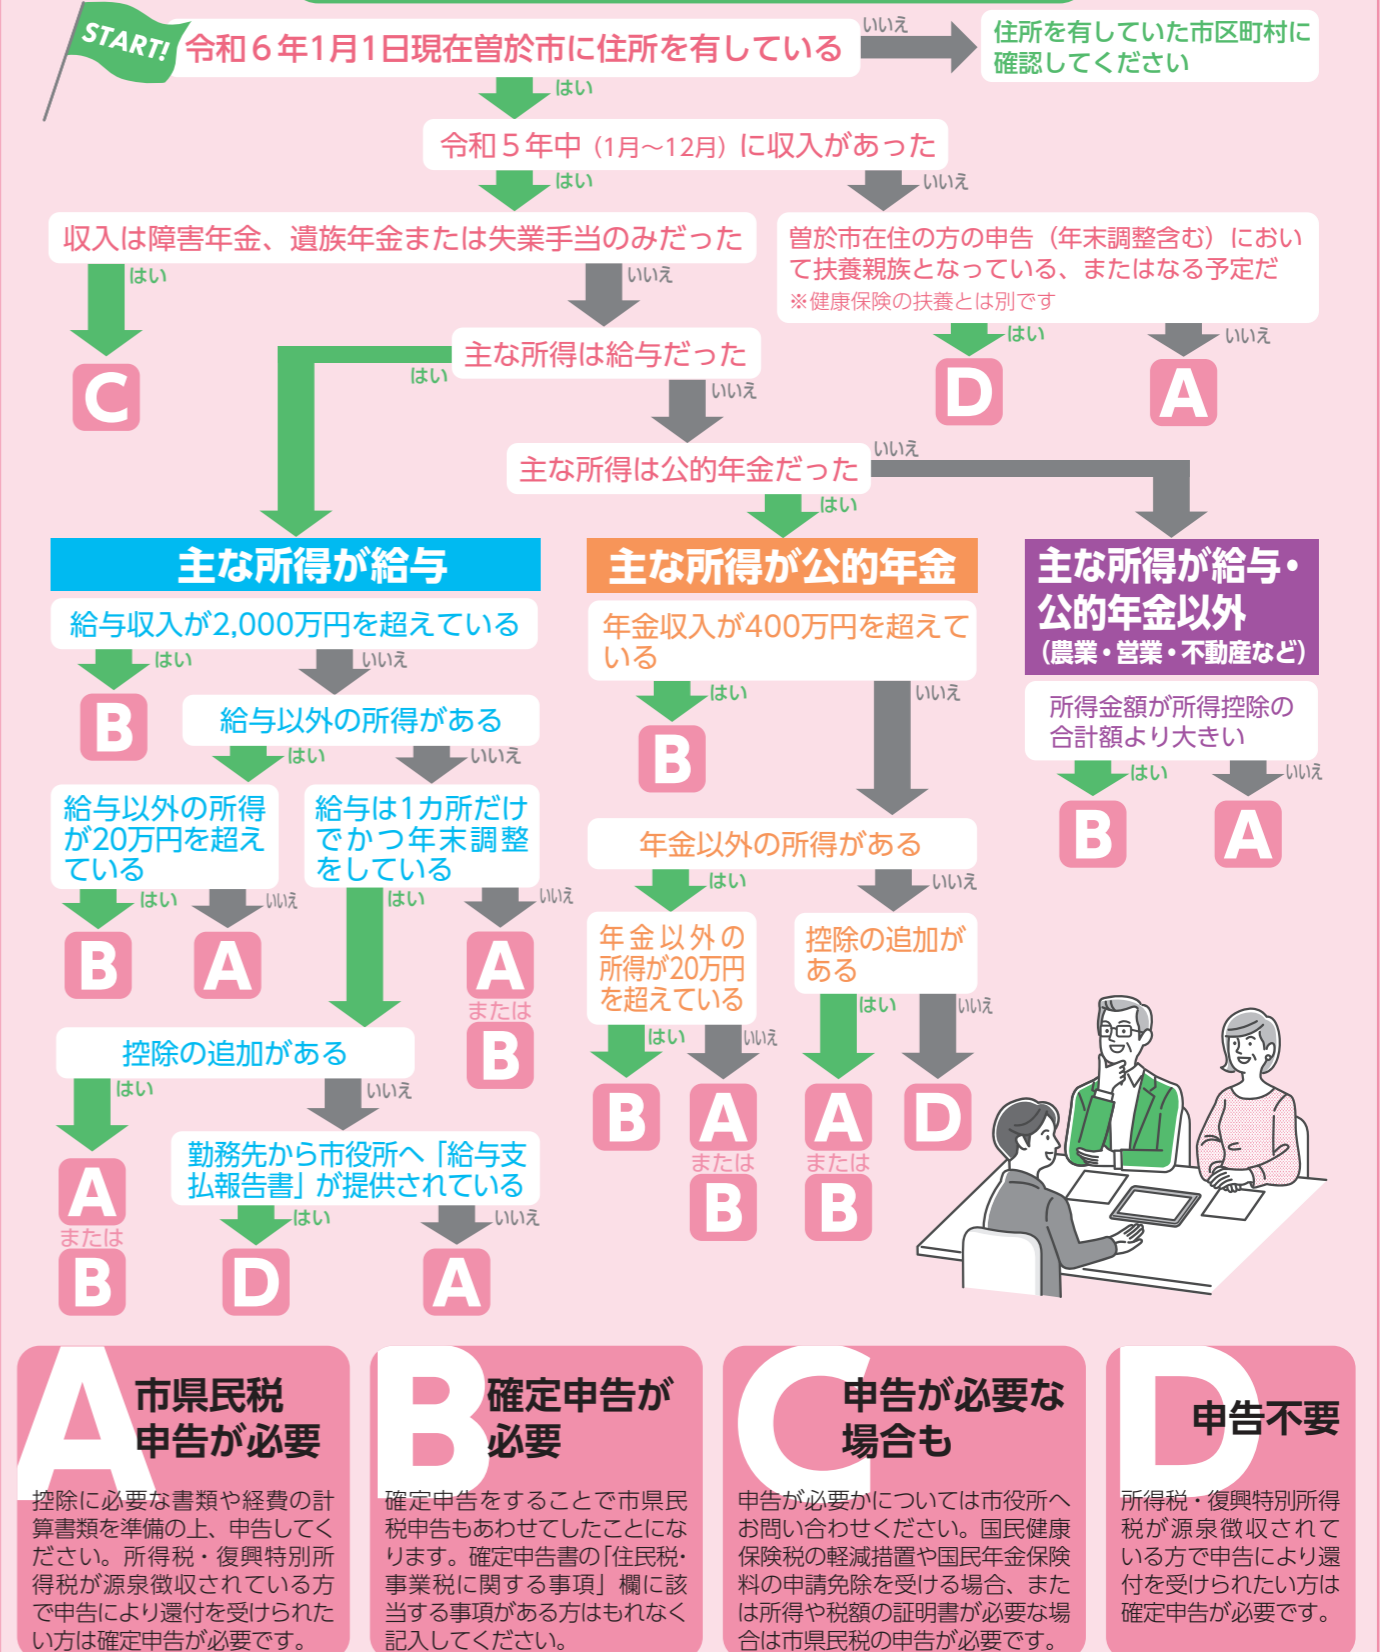 START!
令和６年1月1日現在曽於市に住所を有している
いいえ
住所を有していた市区町村に
確認してください
はい
令和５年中（1月〜12月）に収入があった
はい
いいえ
収入は障害年金、遺族年金または失業手当のみだった
はい
いいえ
曽於市在住の方の申告（年末調整含む）におい
て扶養親族となっている、またはなる予定だ
※健康保険の扶養とは別です
はい
いいえ
C
主な所得は給与だった
はい
いいえ
D
A
主な所得は公的年金だった
いいえ
はい
主な所得が給与
給与収入が2,000万円を超えている
はい
いいえ
B
給与以外の所得がある
はい
いいえ
給与以外の所得
が20万円を超え
ている
はい
いいえ
B
A
給与は1カ所だけ
でかつ年末調整
をしている
はい
いいえ
A
または
B
控除の追加がある
はい
いいえ
A
または
B
勤務先から市役所へ「給与支
払報告書」が提供されている
はい
いいえ
D
A
主な所得が公的年金
年金収入が400万円を超えて
いる
はい
いいえ
B
年金以外の所得がある
はい
いいえ
年金以外の
所得が20万円
を超えている
はい
いいえ
B
A
または
B
控除の追加が
ある
はい
いいえ
A
または
B
D
主な所得が給与・
公的年金以外
（農業・営業・不動産など）
所得金額が所得控除の
合計額より大きい
はい
いいえ
B
A
A
市県民税
申告が必要
控除に必要な書類や経費の計
算書類を準備の上、申告してく
ださい。所得税・復興特別所
得税が源泉徴収されている方
で申告により還付を受けられた
い方は確定申告が必要です。
B
確定申告が
必要
確定申告をすることで市県民
税申告もあわせてしたことにな
ります。確定申告書の「住民税・
事業税に関する事項」欄に該
当する事項がある方はもれなく
記入してください。
C
申告が必要な
場合も
申告が必要かについては市役所へ
お問い合わせください。国民健康
保険税の軽減措置や国民年金保険
料の申請免除を受ける場合、また
は所得や税額の証明書が必要な場
合は市県民税の申告が必要です。
D
申告不要
所得税・復興特別所得
税が源泉徴収されて
いる方で申告により還
付を受けられたい方は
確定申告が必要です。